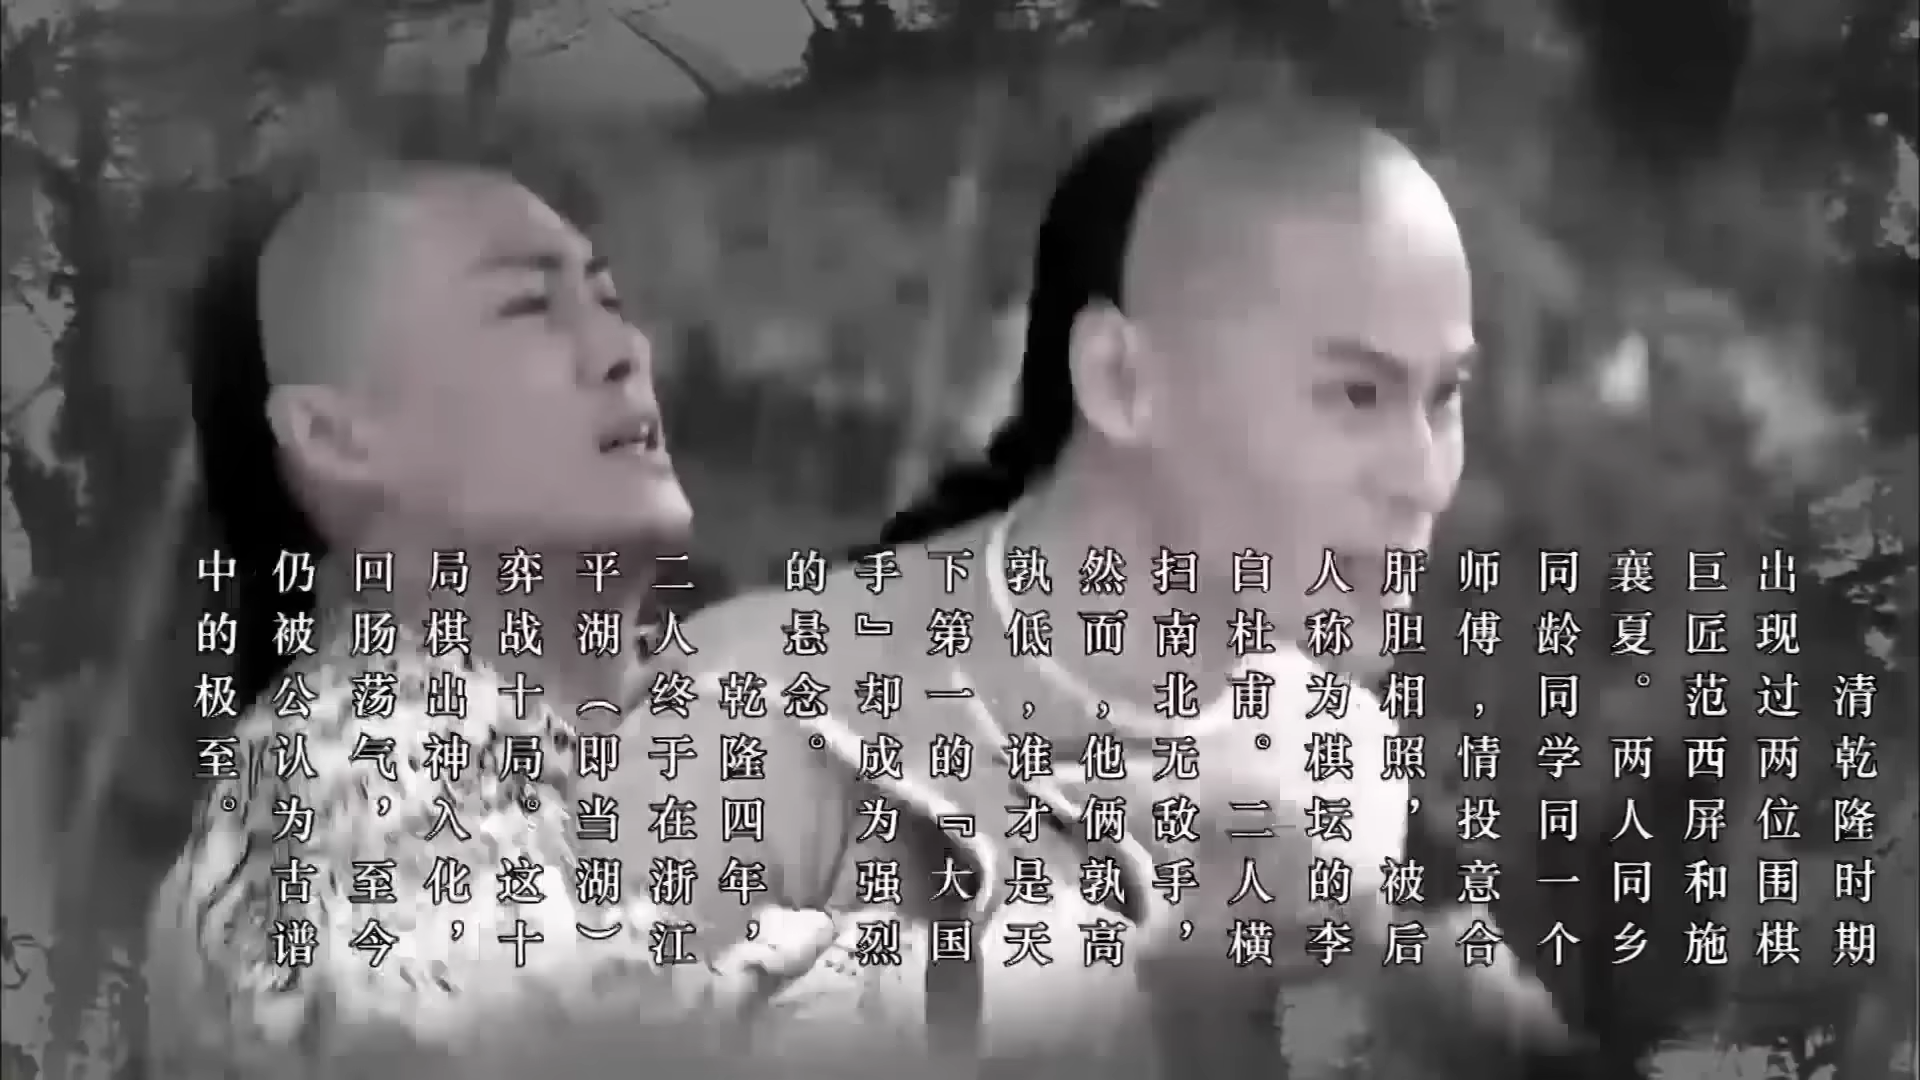 清乾隆时期
出现过两位围棋
巨匠范西屏和施
襄夏。两人同乡
同龄同学同一个
师傅，情投意合
肝胆相照，被后
人称为棋坛的李
白杜甫。二人横
扫南北无敌手，
然而，他俩孰高
孰低，谁才是天
下第一的『大国
手』却成为强烈
的悬念。
乾隆四年，
二人终于在浙江
平湖（即当湖）
弈战十局。这十
局棋出神入化，
回肠荡气，至今
仍被公认为古谱
中的极至。